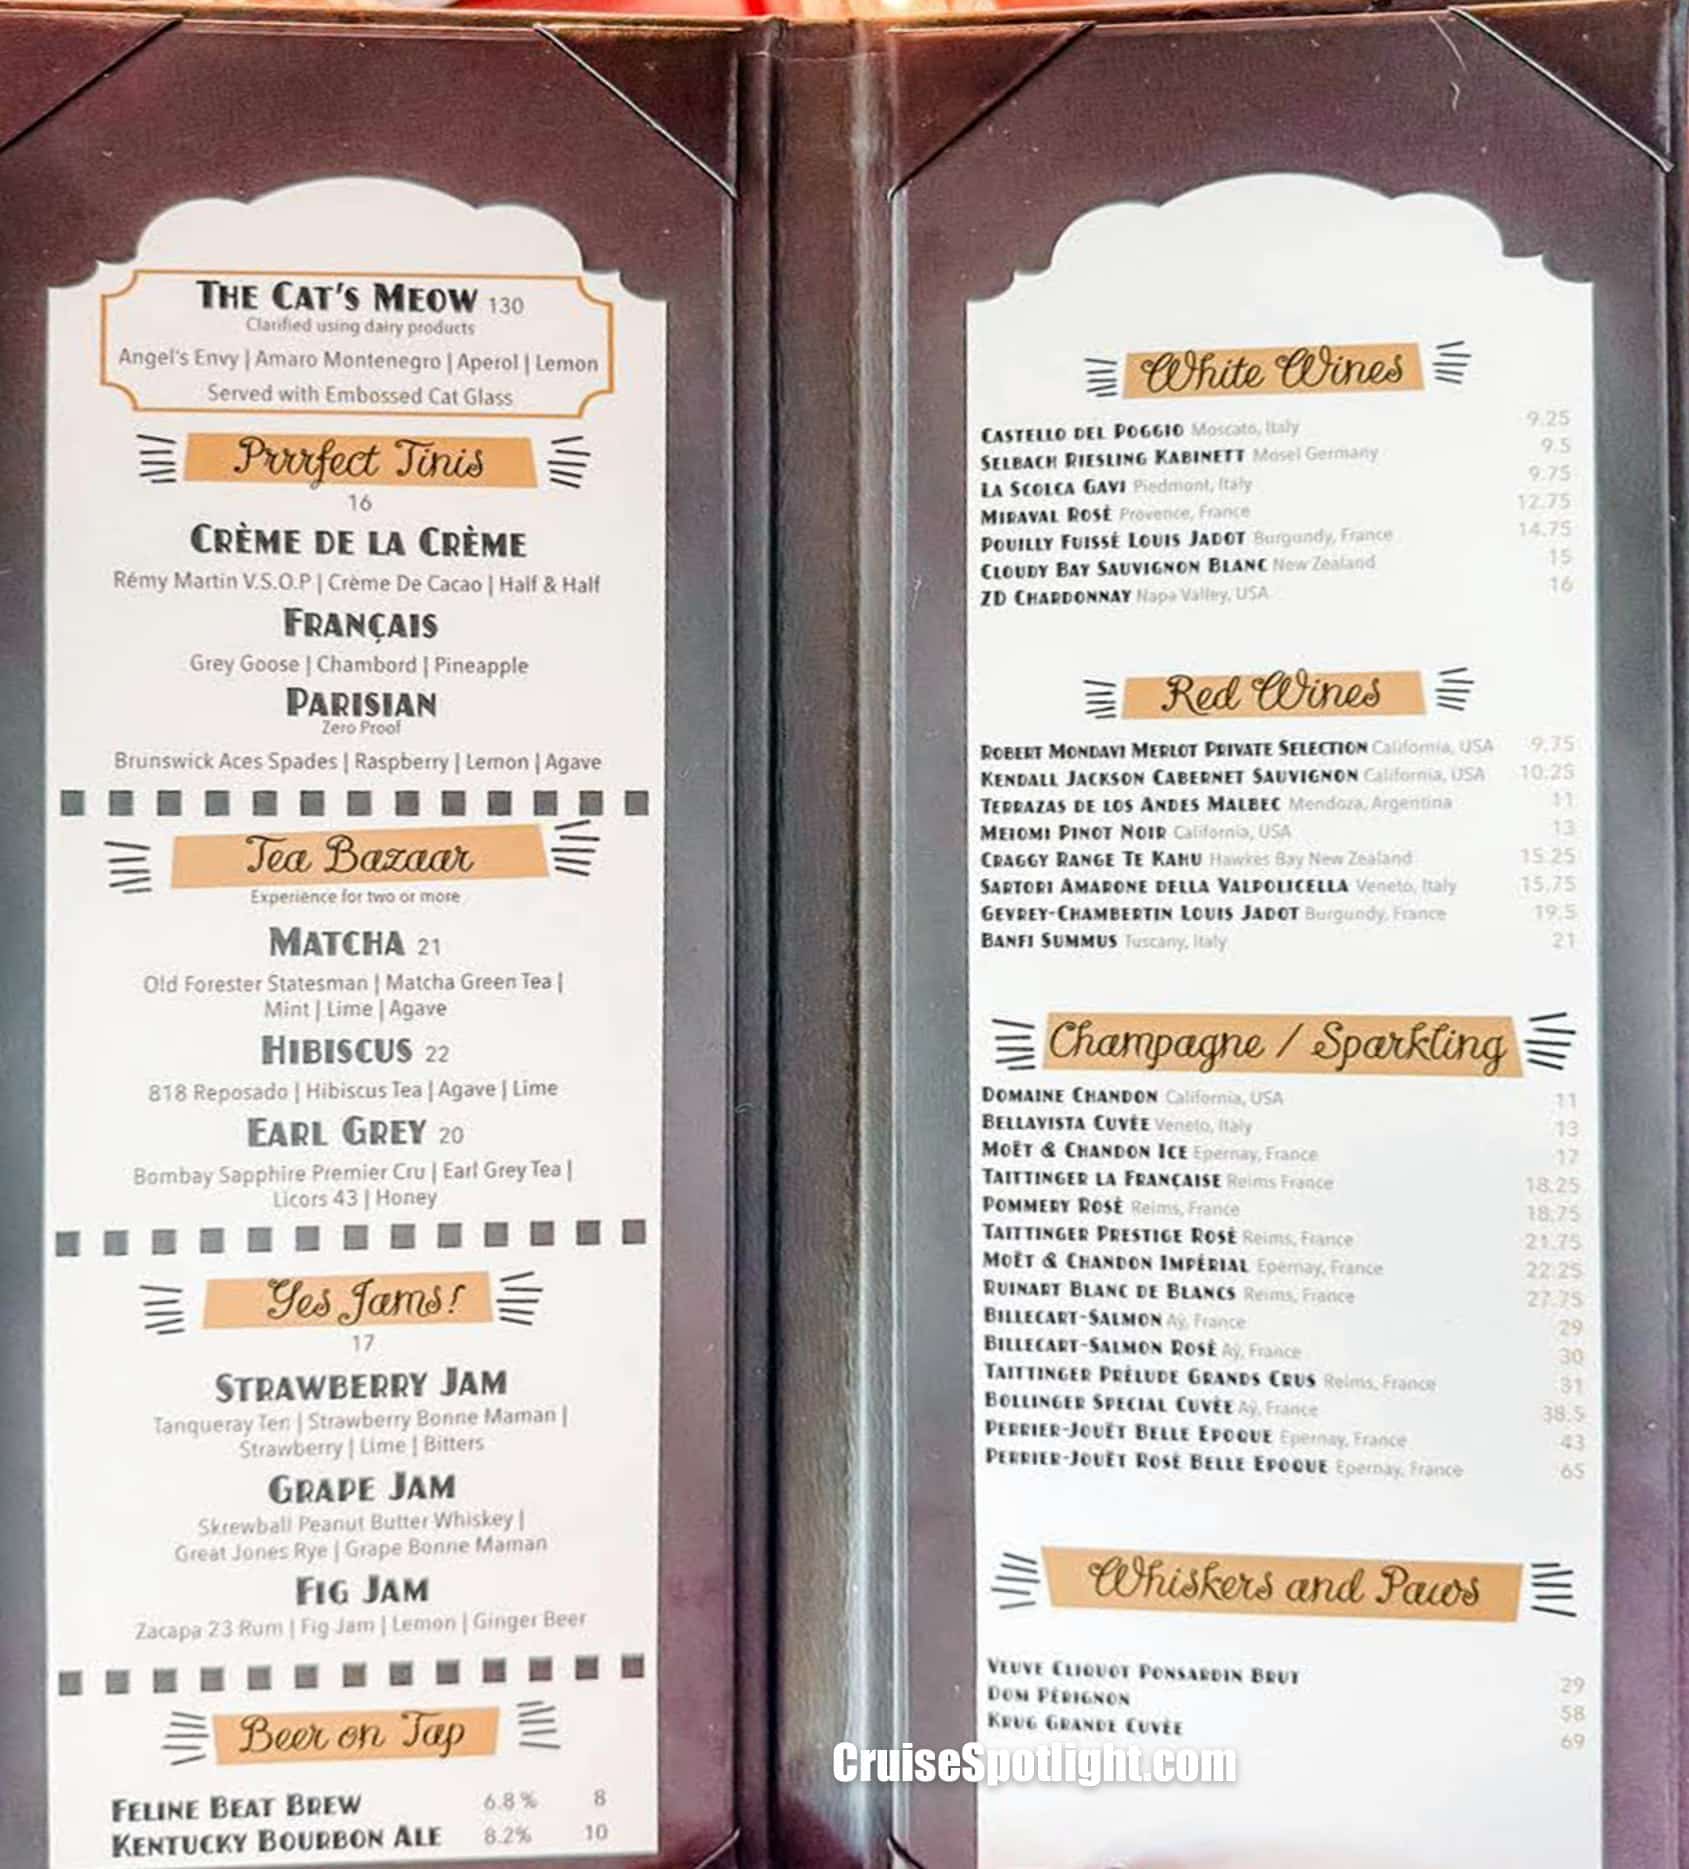 THE CAT'S MEOW 130
Clarified using dairy products
Angel's Envy | Amaro Montenegro | Aperol | Lemon
Served with Embossed Cat Glass
Prrrfect Tinis
16
CRÈME DE LA CRÈME
Rémy Martin V.S.O.P | Crème De Cacao | Half & Half
FRANÇAIS
Grey Goose | Chambord | Pineapple
PARISIAN
Zero Proof
Brunswick Aces Spades | Raspberry | Lemon | Agave
Tea Bazaar
Experience for two or more
MATCHA 21
Old Forester Statesman | Matcha Green Tea |
Mint | Lime | Agave
HIBISCUS 22
818 Reposado | Hibiscus Tea | Agave | Lime
EARL GREY 20
Bombay Sapphire Premier Cru | Earl Grey Tea |
Licors 43 | Honey
Yes Jams!
17
STRAWBERRY JAM
Tanqueray Ten | Strawberry Bonne Maman |
Strawberry | Lime | Bitters
GRAPE JAM
Skrewball Peanut Butter Whiskey |
Great Jones Rye | Grape Bonne Maman
FIG JAM
Zacapa 23 Rum | Fig Jam | Lemon | Ginger Beer
Beer on Tap
FELINE BEAT BREW 6.8% 8
KENTUCKY BOURBON ALE 8.2% 10
White Wines
CASTELLO DEL POGGIO Moscato, Italy 9.25
SELBACH RIESLING KABINETT Mosel Germany 9.5
LA SCOLCA GAVI Piedmont, Italy 9.75
MIRAVAL ROSÉ Provence, France 12.75
POUILLY FUISSÉ LOUIS JADOT Burgundy, France 14.75
CLOUDY BAY SAUVIGNON BLANC New Zealand 15
ZD CHARDONNAY Napa Valley, USA 16
Red Wines
ROBERT MONDAVI MERLOT PRIVATE SELECTION California, USA 9.75
KENDALL JACKSON CABERNET SAUVIGNON California, USA 10.25
TERRAZAS DE LOS ANDES MALBEC Mendoza, Argentina 11
MEIOMI PINOT NOIR California, USA 13
CRAGGY RANGE TE KAHU Hawkes Bay New Zealand 15.25
SARTORI AMARONE DELLA VALPOLICELLA Veneto, Italy 15.75
GEVREY-CHAMBERTIN LOUIS JADOT Burgundy, France 19.5
BANFI SUMMUS Tuscany, Italy 21
Champagne / Sparkling
DOMAINE CHANDON California, USA 11
BELLAVISTA CUVÉE Veneto, Italy 13
MOËT & CHANDON ICE Epernay, France 17
TAITTINGER LA FRANÇAISE Reims France 18.25
POMMERY ROSÉ Reims, France 18.75
TAITTINGER PRESTIGE ROSÉ Reims, France 21.75
MOËT & CHANDON IMPÉRIAL Epernay, France 22.25
RUINART BLANC DE BLANCS Reims, France 27.75
BILLECART-SALMON Aÿ, France 29
BILLECART-SALMON ROSÉ Aÿ, France 30
TAITTINGER PRÉLUDE GRANDS CRUS Reims, France 31
BOLLINGER SPECIAL CUVÉE Aÿ, France 38.5
PERRIER-JOUËT BELLE EPOQUE Epernay, France 43
PERRIER-JOUËT ROSÉ BELLE EPOQUE Epernay, France 65
Whiskers and Paws
VEUVE CLIQUOT PONSARDIN BRUT 29
DOM PÉRIGNON 58
KRUG GRANDE CUVÉE 69
CruiseSpotlight.com